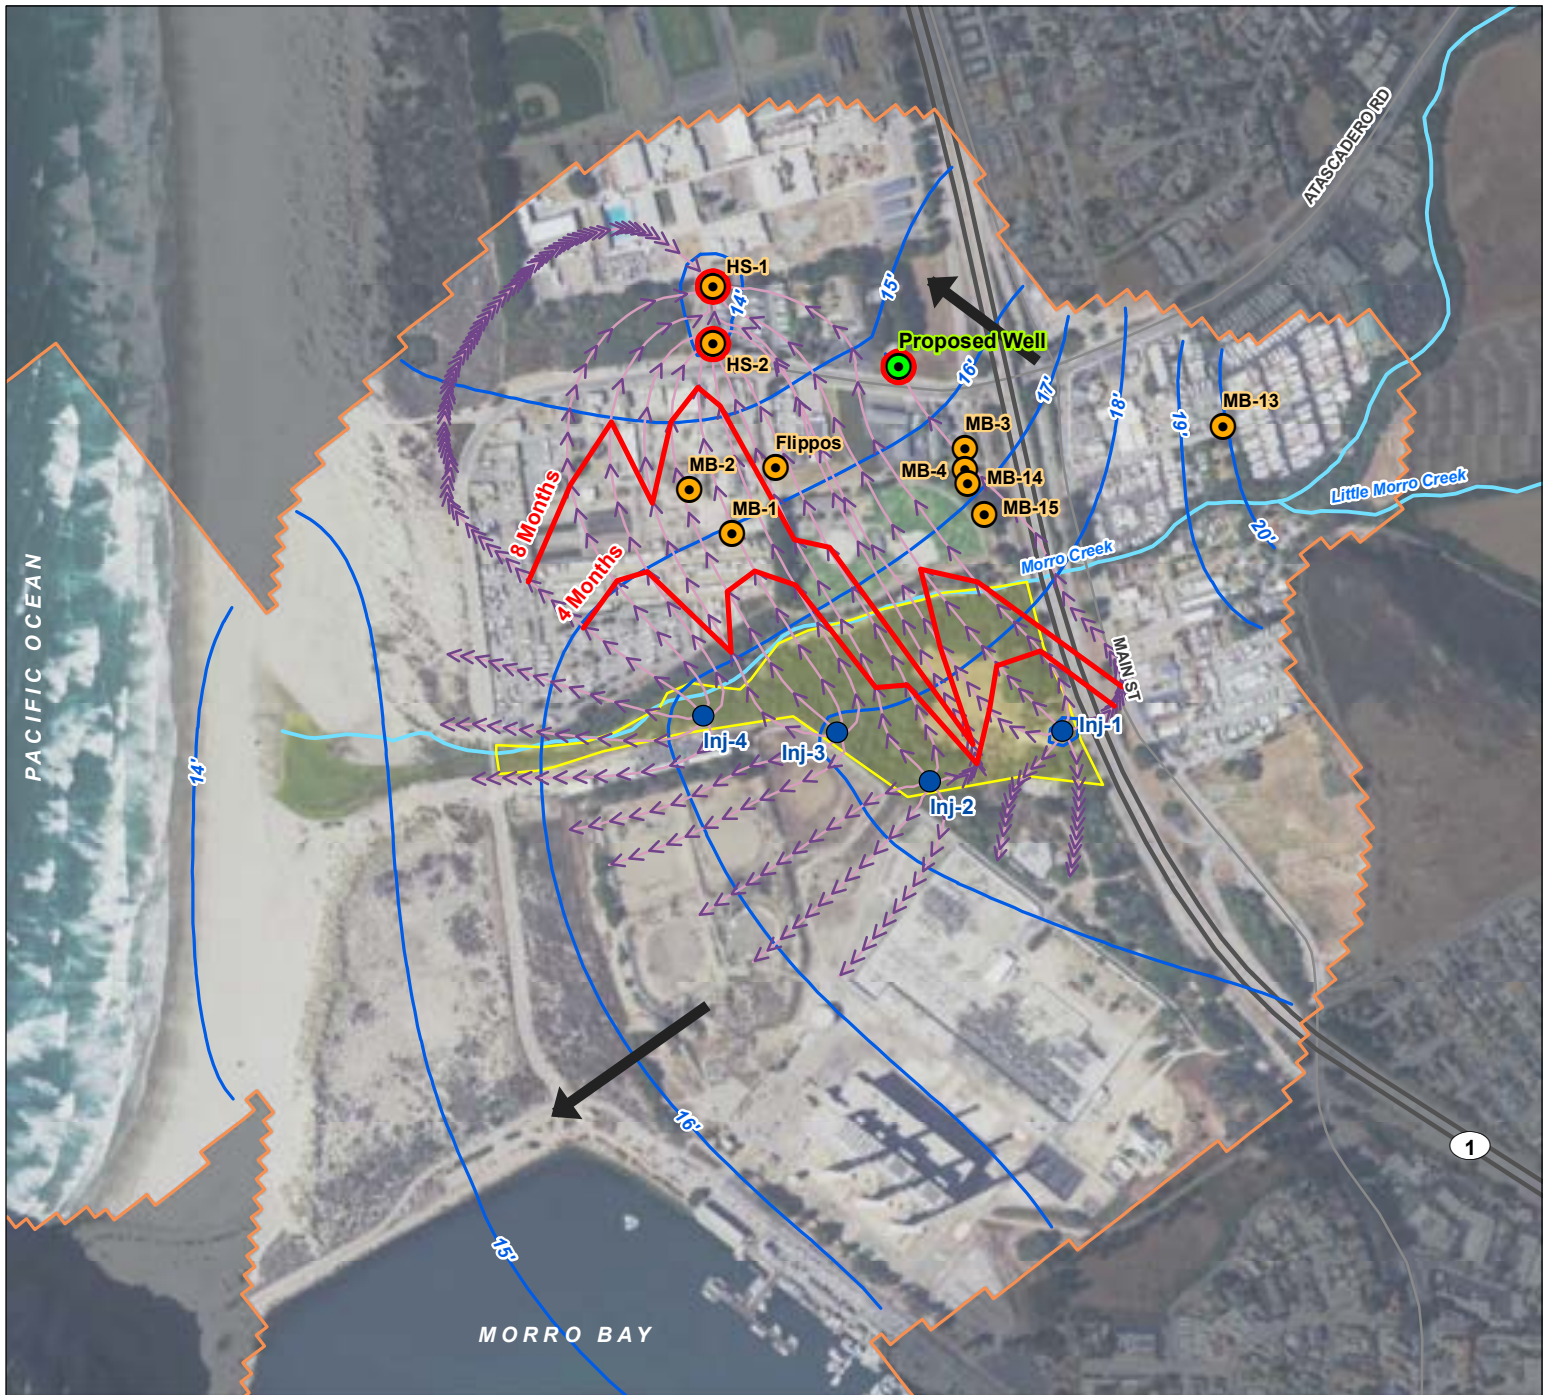 ATASCADERO RD
HS-1
14'
15'
HS-2
Proposed Well
16'
17'
18'
19'
MB-13
MB-3
Flippos
MB-4
MB-14
MB-2
MB-15
MB-1
Little Morro Creek
20'
8 Months
4 Months
Morro Creek
PACIFIC OCEAN
MAIN ST
Inj-4
Inj-3
Inj-1
Inj-2
14'
16'
1
15'
MORRO BAY